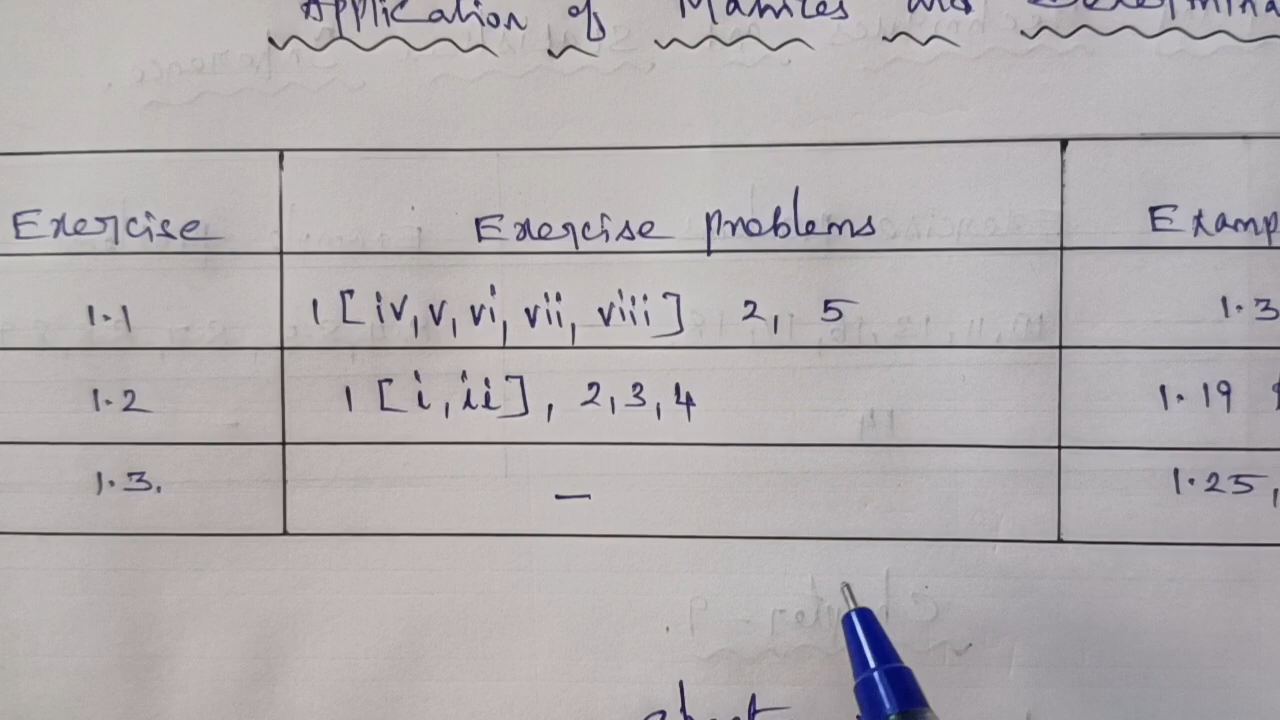 Application of Matrices and
Exercise Exercise problems Examp
1.1 1 [iv, v, vi, vii, viii] 2, 5 1.3
1.2 1 [i, ii], 2, 3, 4 1.19
1.3. — 1.25,